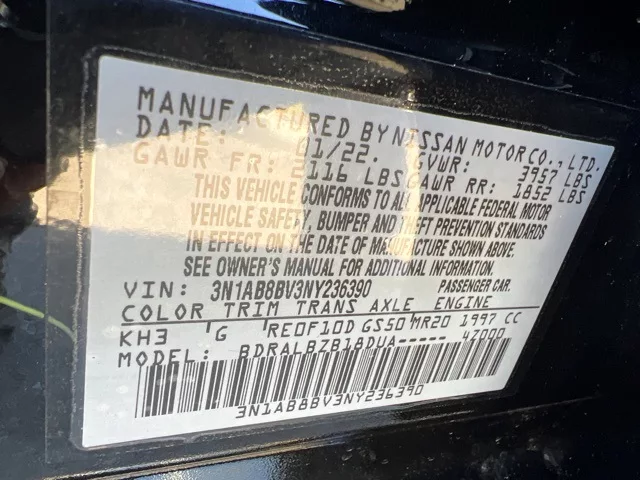 MANUFACTURED BY NISSAN MOTOR CO., LTD.
DATE: 01/22. GVWR: 3957 LBS
GAWR FR: 2116 LBS GAWR RR: 1852 LBS
THIS VEHICLE CONFORMS TO ALL APPLICABLE FEDERAL MOTOR
VEHICLE SAFETY, BUMPER AND THEFT PREVENTION STANDARDS
IN EFFECT ON THE DATE OF MANUFACTURE SHOWN ABOVE.
SEE OWNER'S MANUAL FOR ADDITIONAL INFORMATION.
VIN: 3N1AB8BV3NY236390 PASSENGER CAR.
COLOR TRIM TRANS AXLE ENGINE
KH3 'G 'RE0F10D GS50 MR20 1997 CC
MODEL: BDRALBZB18DUA----- 4Z000
3N1AB8BV3NY236390